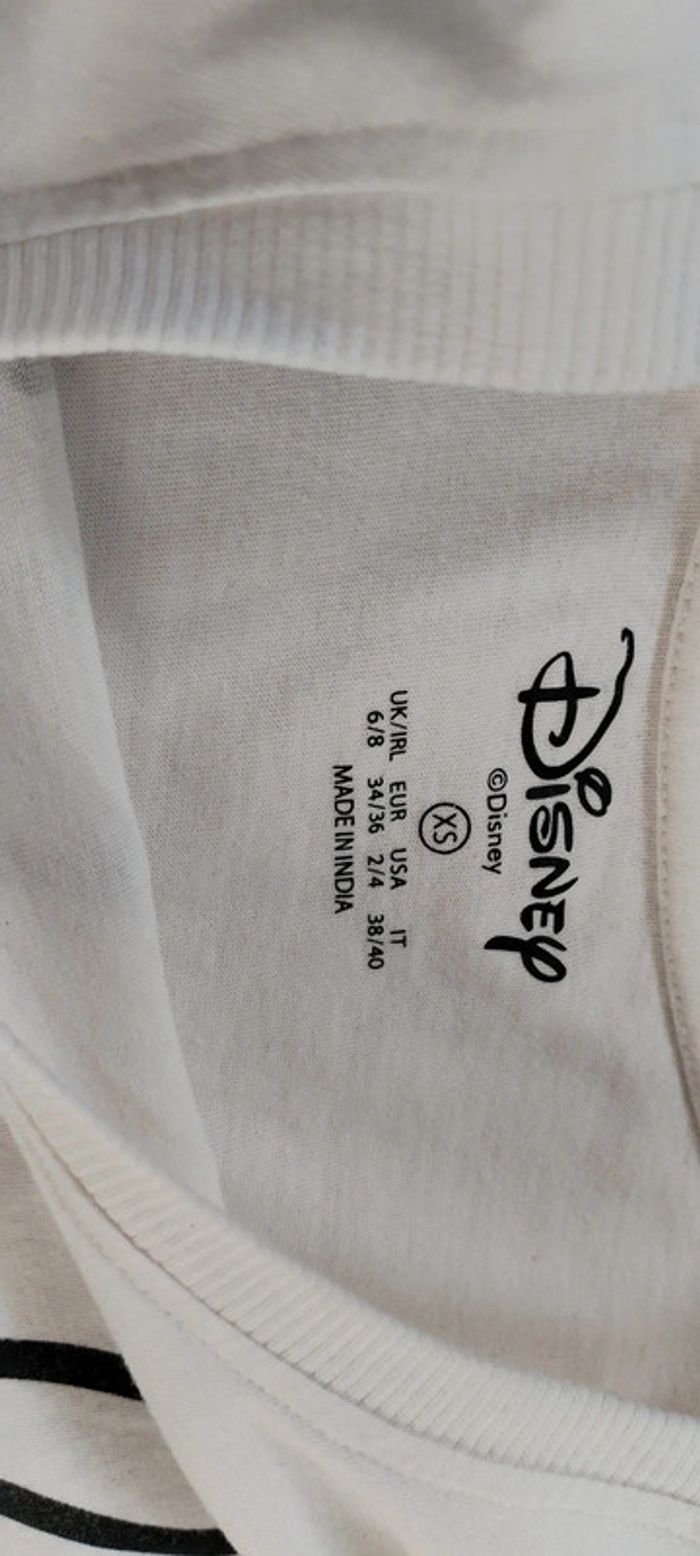 Disney
©Disney
XS
UK/IRL EUR USA IT
6/8 34/36 2/4 38/40
MADE IN INDIA